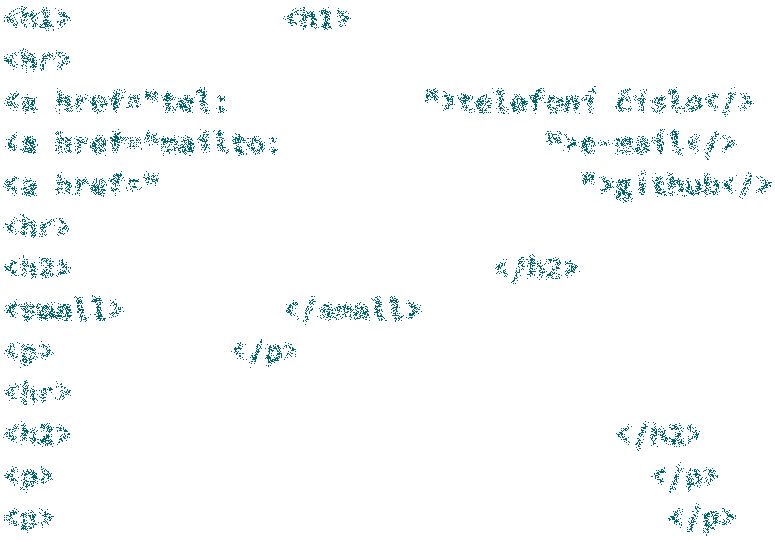 <h1> <h1>
<hr>
<a href="tel: ">telefoní číslo</>
<a href="mailto: ">e-mail</>
<a href=" ">github</>
<hr>
<h2> </h2>
<small> </small>
<p> </p>
<hr>
<h2> </h2>
<p> </p>
<p> </p>